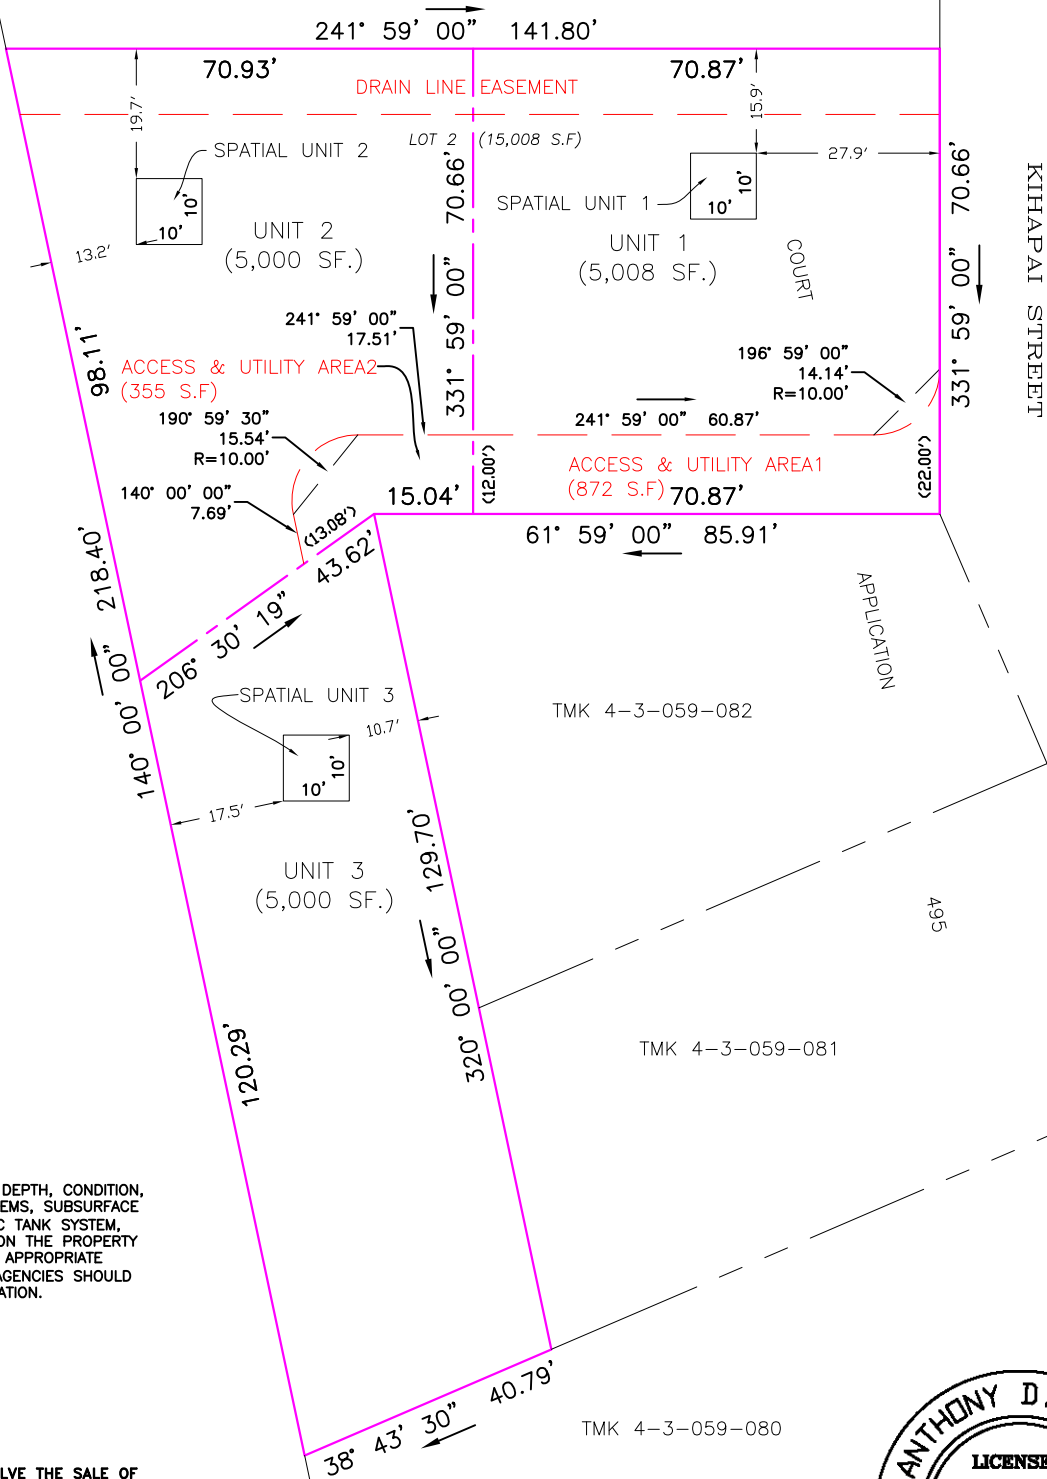 241° 59' 00" 141.80'
70.93'
70.87'
DRAIN LINE EASEMENT
19.7'
15.9'
LOT 2 (15,008 S.F)
SPATIAL UNIT 2
27.9'
70.66'
70.66'
KIHAPAI STREET
10'
10'
SPATIAL UNIT 1
10'
10'
UNIT 2
(5,000 SF.)
UNIT 1
(5,008 SF.)
13.2'
COURT
331° 59' 00"
331° 59' 00"
241° 59' 00"
17.51'
98.11'
ACCESS & UTILITY AREA2
(355 S.F)
196° 59' 00"
14.14'
R=10.00'
190° 59' 30"
15.54'
R=10.00'
241° 59' 00" 60.87'
ACCESS & UTILITY AREA1
(872 S.F)
(12.00')
(22.00')
140° 00' 00"
7.69'
15.04'
70.87'
(13.08')
61° 59' 00" 85.91'
43.62'
206° 30' 19"
140° 00' 00" 218.40'
APPLICATION
SPATIAL UNIT 3
10.7'
TMK 4-3-059-082
10'
10'
17.5'
129.70'
UNIT 3
(5,000 SF.)
495
320° 00' 00"
120.29'
TMK 4-3-059-081
DEPTH, CONDITION,
EMS, SUBSURFACE
C TANK SYSTEM,
ON THE PROPERTY
APPROPRIATE
AGENCIES SHOULD
ATION.
38° 43' 30" 40.79'
TMK 4-3-059-080
ANTHONY D.
LICENSE
LVE THE SALE OF